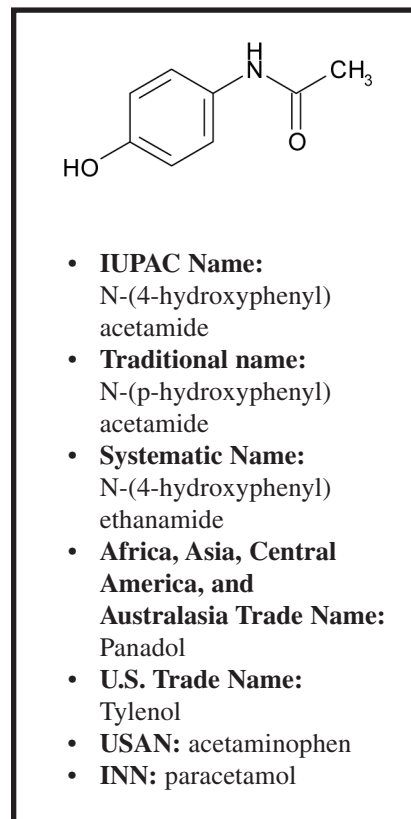 H
N
CH3
O
HO
• IUPAC Name:
N-(4-hydroxyphenyl)
acetamide
• Traditional name:
N-(p-hydroxyphenyl)
acetamide
• Systematic Name:
N-(4-hydroxyphenyl)
ethanamide
• Africa, Asia, Central
America, and
Australasia Trade Name:
Panadol
• U.S. Trade Name:
Tylenol
• USAN: acetaminophen
• INN: paracetamol